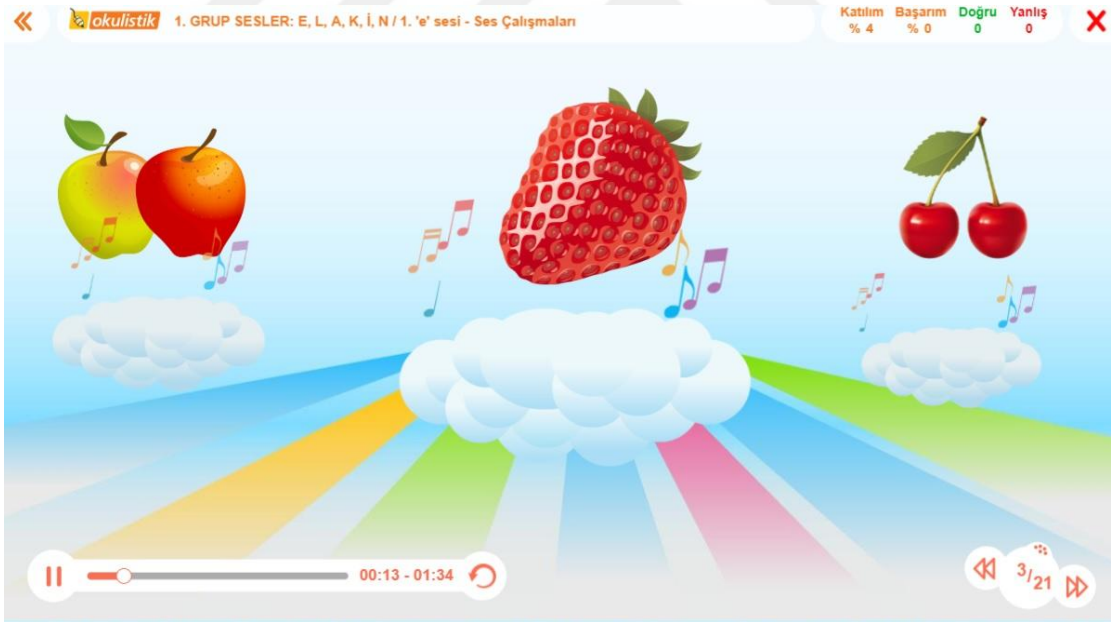 okulistik 1. GRUP SESLER: E, L, A, K, İ, N / 1. 'e' sesi - Ses Çalışmaları
Katılım Başarım Doğru Yanlış
% 4 % 0 0 0
00:13 - 01:34
3/21